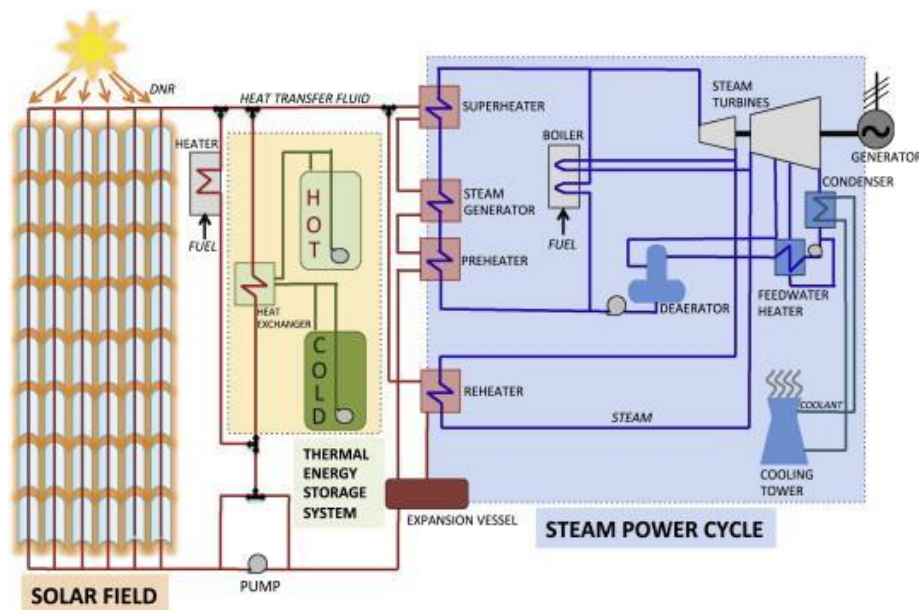 DNR
HEAT TRANSFER FLUID
HEATER
FUEL
HOT
HEAT
EXCHANGER
COLD
THERMAL
ENERGY
STORAGE
SYSTEM
SUPERHEATER
STEAM
GENERATOR
PREHEATER
REHEATER
EXPANSION VESSEL
BOILER
FUEL
STEAM
TURBINES
GENERATOR
CONDENSER
DEAERATOR
FEEDWATER
HEATER
STEAM
COOLANT
COOLING
TOWER
STEAM POWER CYCLE
PUMP
SOLAR FIELD